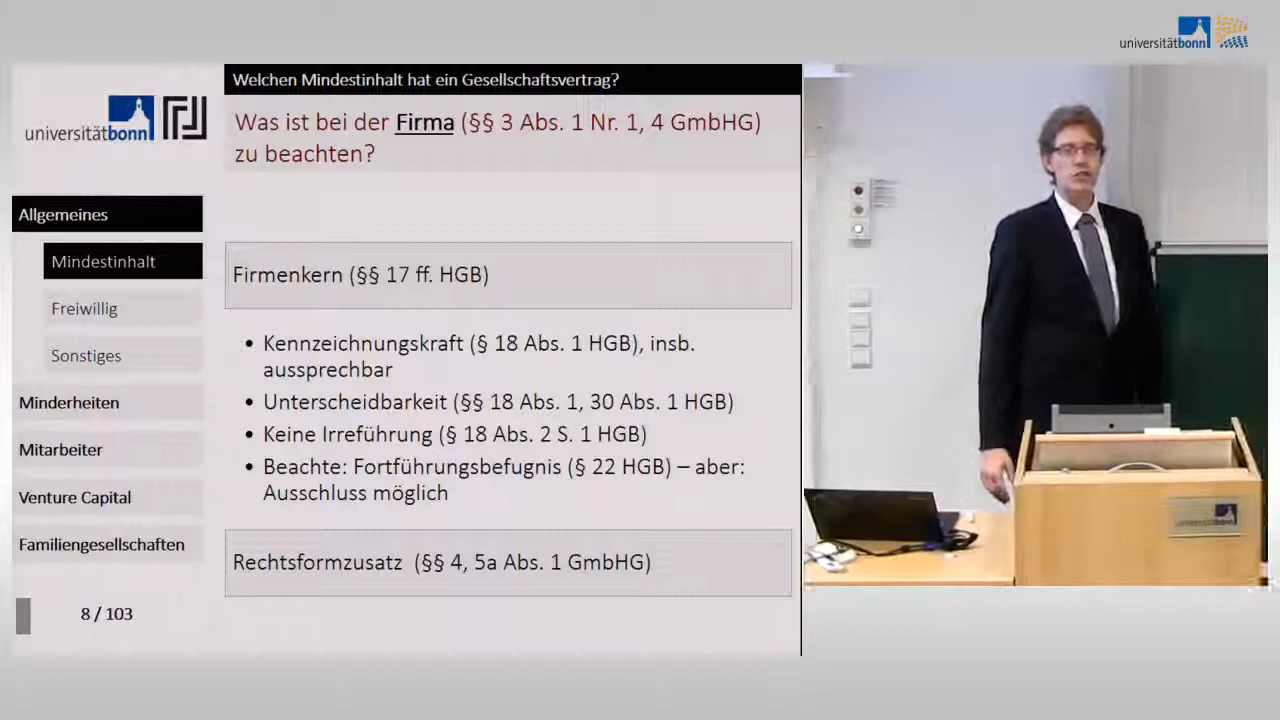 universitätbonn
Welchen Mindestinhalt hat ein Gesellschaftsvertrag?
universitätbonn
Was ist bei der Firma (§§ 3 Abs. 1 Nr. 1, 4 GmbHG)
zu beachten?
Allgemeines
Mindestinhalt
Freiwillig
Sonstiges
Minderheiten
Mitarbeiter
Venture Capital
Familiengesellschaften
8 / 103
Firmenkern (§§ 17 ff. HGB)
• Kennzeichnungskraft (§ 18 Abs. 1 HGB), insb.
aussprechbar
• Unterscheidbarkeit (§§ 18 Abs. 1, 30 Abs. 1 HGB)
• Keine Irreführung (§ 18 Abs. 2 S. 1 HGB)
• Beachte: Fortführungsbefugnis (§ 22 HGB) – aber:
Ausschluss möglich
Rechtsformzusatz (§§ 4, 5a Abs. 1 GmbHG)
universitätbonn